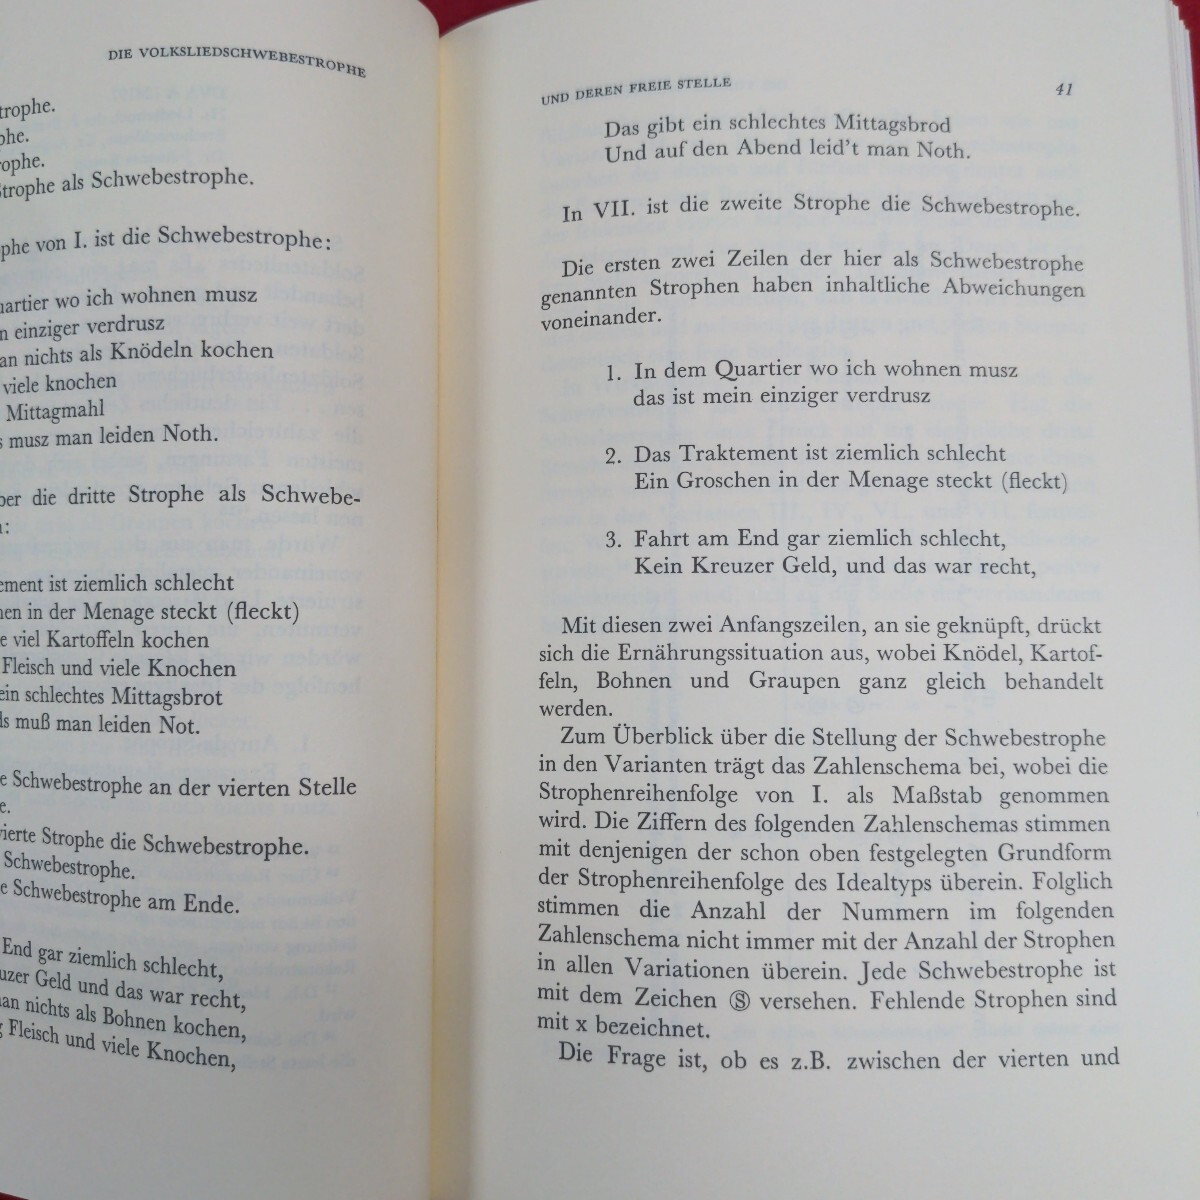 DIE VOLKSLIEDSCHWEBESTROPHE
trophe.
phe.
rophe.
Strophe als Schwebestrophe.
phe von I. ist die Schwebestrophe:
uartier wo ich wohnen musz
n einziger verdrusz
an nichts als Knödeln kochen
viele knochen
Mittagmahl
s musz man leiden Noth.
ber die dritte Strophe als Schwebe-
ement ist ziemlich schlecht
hen in der Menage steckt (fleckt)
e viel Kartoffeln kochen
Fleisch und viele Knochen
ein schlechtes Mittagsbrot
ds muß man leiden Not.
e Schwebestrophe an der vierten Stelle
e.
vierte Strophe die Schwebestrophe.
Schwebestrophe.
e Schwebestrophe am Ende.
End gar ziemlich schlecht,
uzer Geld und das war recht,
an nichts als Bohnen kochen,
g Fleisch und viele Knochen,
UND DEREN FREIE STELLE 41
Das gibt ein schlechtes Mittagsbrod
Und auf den Abend leid't man Noth.
In VII. ist die zweite Strophe die Schwebestrophe.
Die ersten zwei Zeilen der hier als Schwebestrophe
genannten Strophen haben inhaltliche Abweichungen
voneinander.
1. In dem Quartier wo ich wohnen musz
das ist mein einziger verdrusz
2. Das Traktement ist ziemlich schlecht
Ein Groschen in der Menage steckt (fleckt)
3. Fahrt am End gar ziemlich schlecht,
Kein Kreuzer Geld, und das war recht,
Mit diesen zwei Anfangszeilen, an sie geknüpft, drückt
sich die Ernährungssituation aus, wobei Knödel, Kartof-
feln, Bohnen und Graupen ganz gleich behandelt
werden.
Zum Überblick über die Stellung der Schwebestrophe
in den Varianten trägt das Zahlenschema bei, wobei die
Strophenreihenfolge von I. als Maßstab genommen
wird. Die Ziffern des folgenden Zahlenschemas stimmen
mit denjenigen der schon oben festgelegten Grundform
der Strophenreihenfolge des Idealtyps überein. Folglich
stimmen die Anzahl der Nummern im folgenden
Zahlenschema nicht immer mit der Anzahl der Strophen
in allen Variationen überein. Jede Schwebestrophe ist
mit dem Zeichen Ⓢ versehen. Fehlende Strophen sind
mit x bezeichnet.
Die Frage ist, ob es z.B. zwischen der vierten und